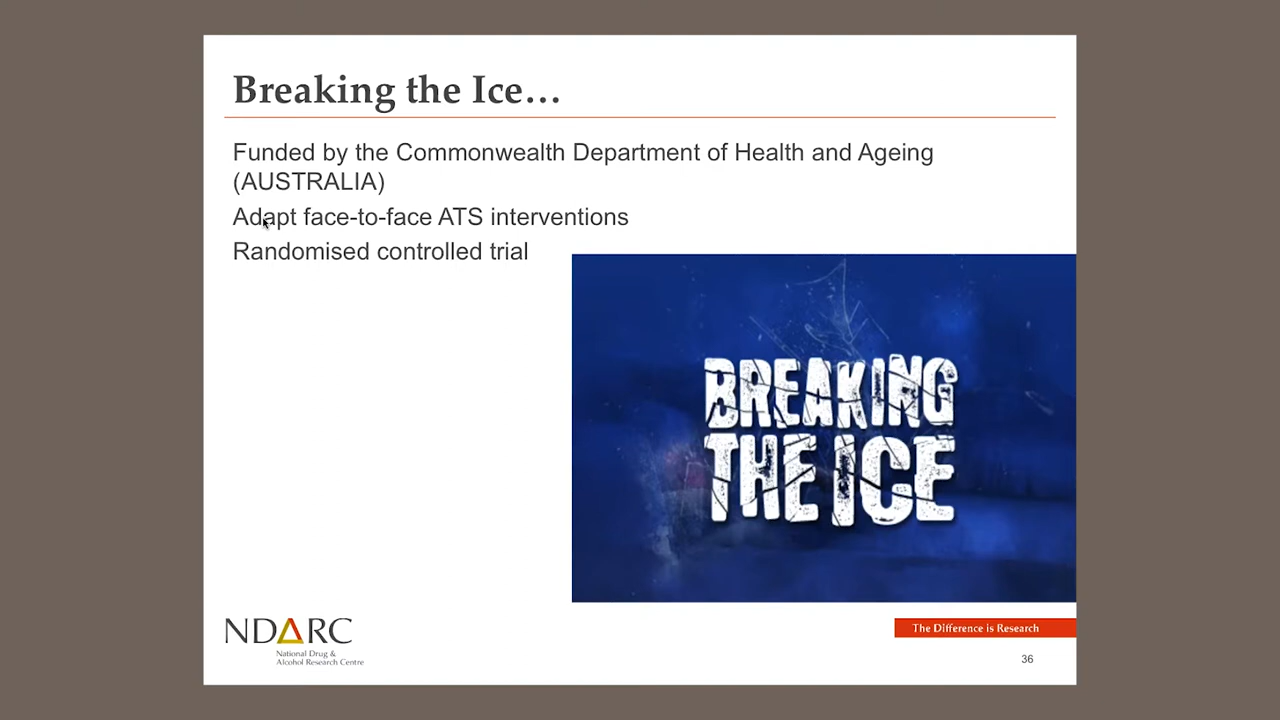 Breaking the Ice…
Funded by the Commonwealth Department of Health and Ageing
(AUSTRALIA)
Adapt face-to-face ATS interventions
Randomised controlled trial
BREAKING
THE ICE
NDARC
National Drug &
Alcohol Research Centre
The Difference is Research
36